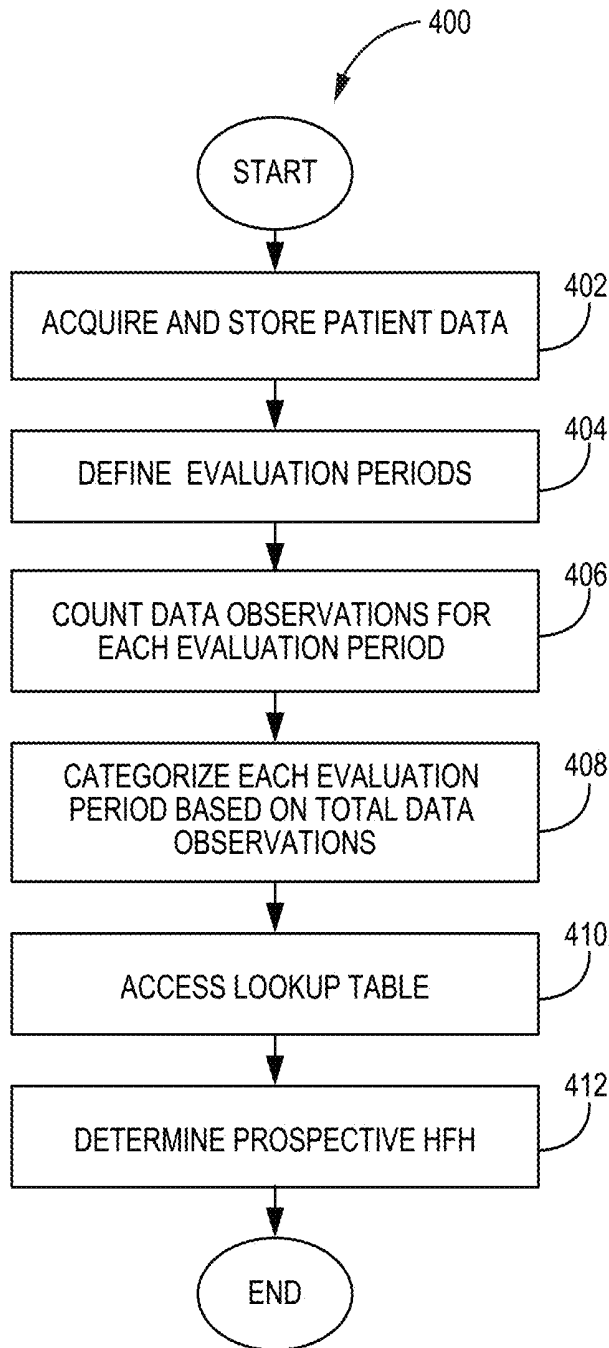 400
START
402
ACQUIRE AND STORE PATIENT DATA
404
DEFINE EVALUATION PERIODS
406
COUNT DATA OBSERVATIONS FOR
EACH EVALUATION PERIOD
408
CATEGORIZE EACH EVALUATION
PERIOD BASED ON TOTAL DATA
OBSERVATIONS
410
ACCESS LOOKUP TABLE
412
DETERMINE PROSPECTIVE HFH
END